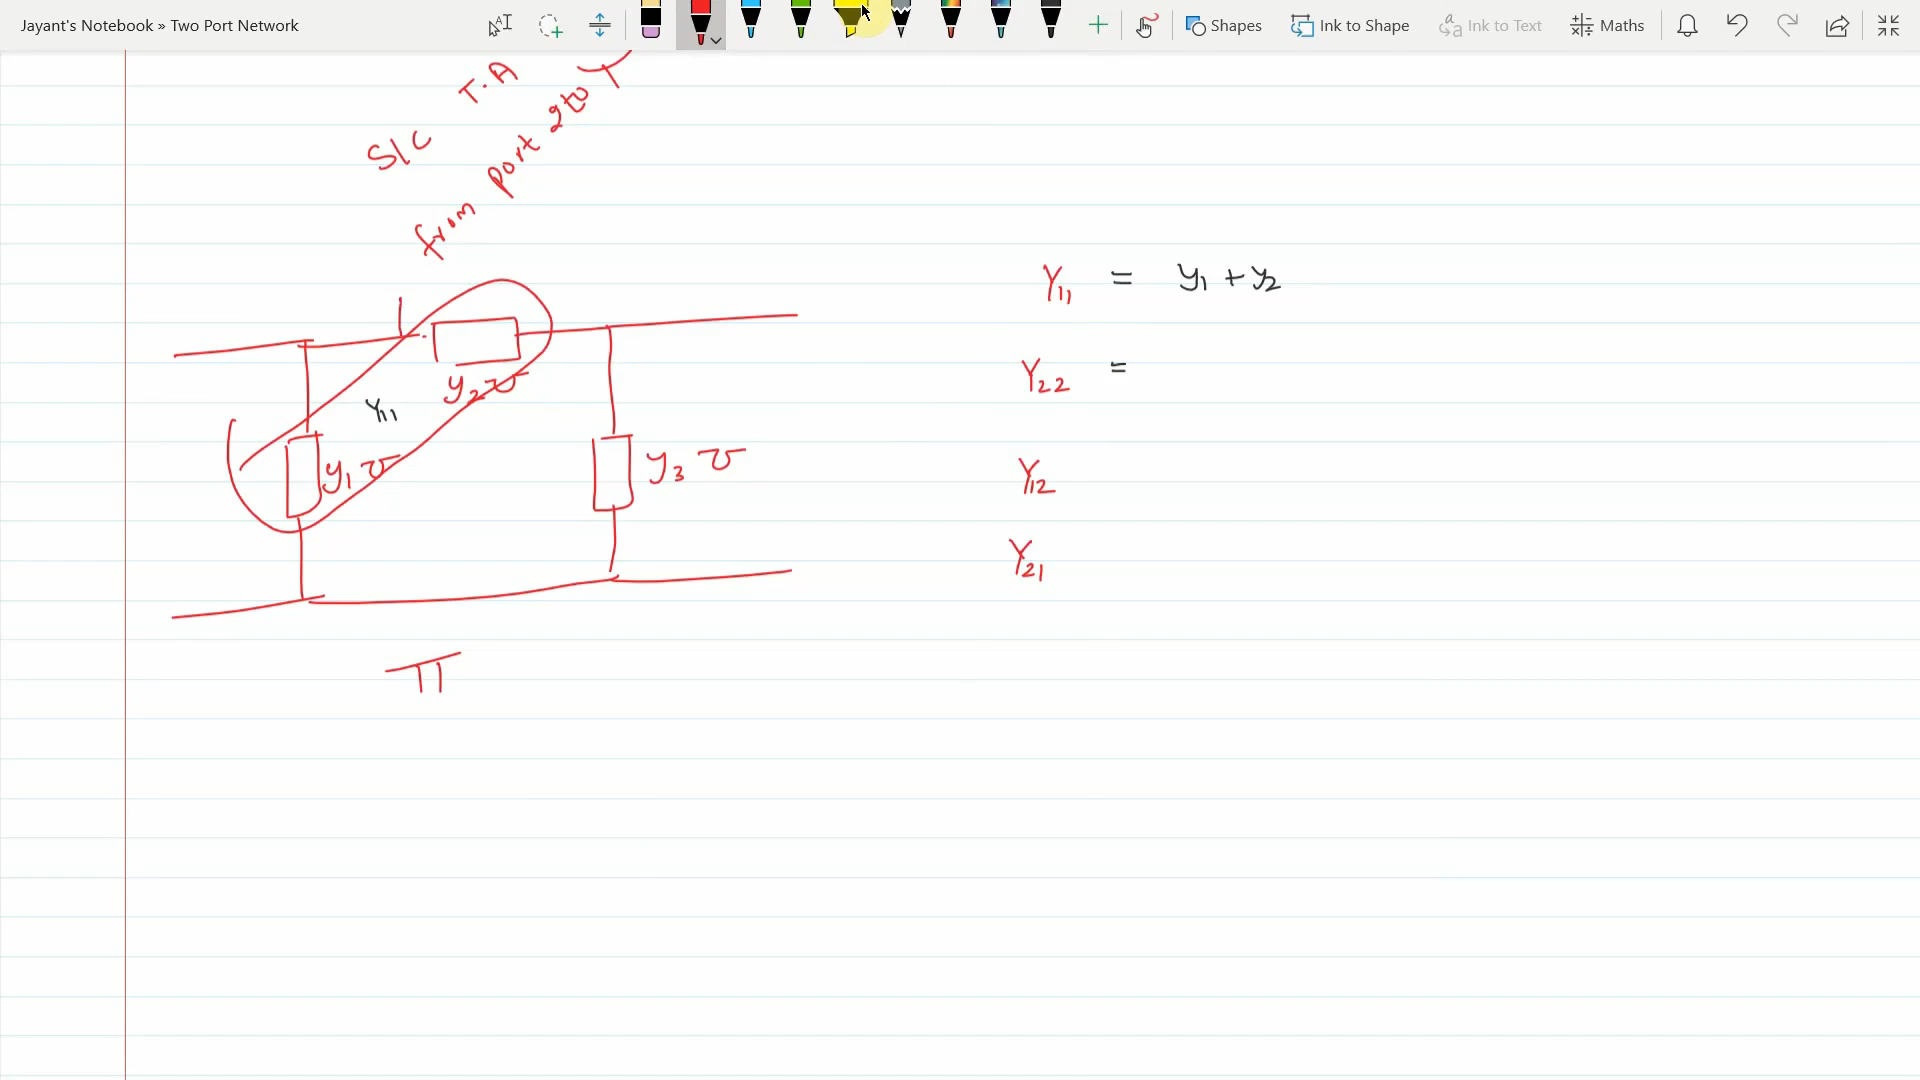 Jayant's Notebook » Two Port Network
Shapes
Ink to Shape
Ink to Text
Maths
S/C T.A
from port 2 to 1
Y11 = y1 + y2
Y22 =
Y12
Y21
y2 ℧
Y11
y1 ℧
y3 ℧
π